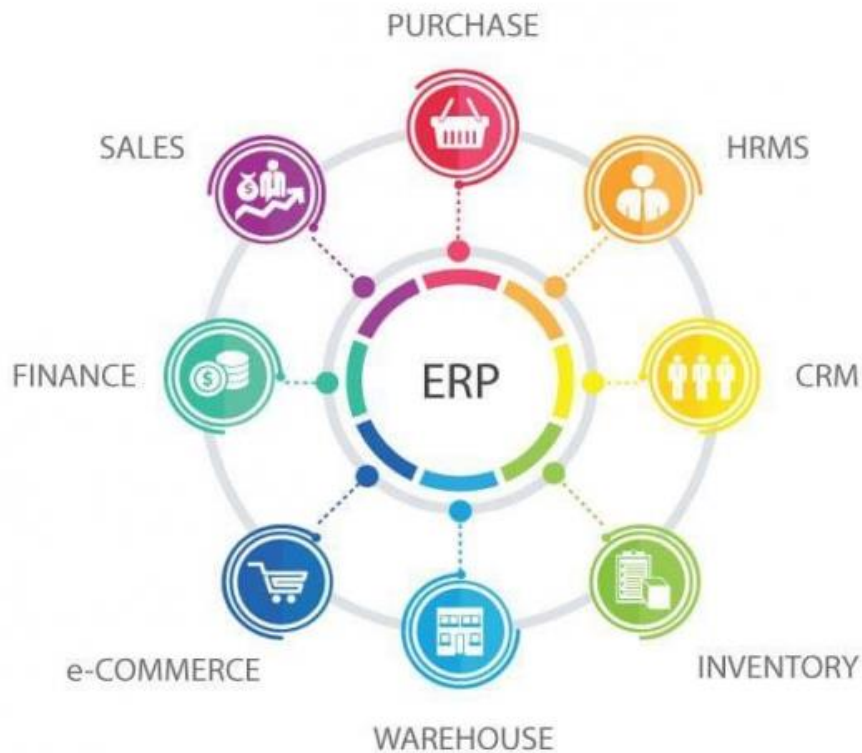 PURCHASE
SALES
HRMS
FINANCE
ERP
CRM
e-COMMERCE
INVENTORY
WAREHOUSE